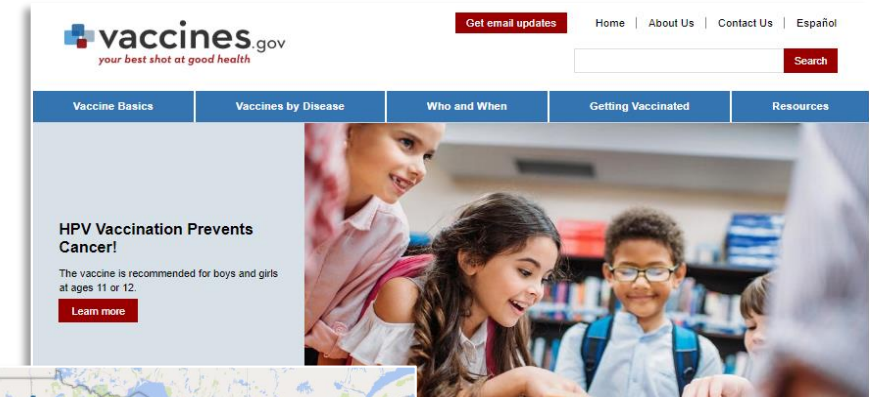 vaccines.gov
your best shot at good health
Get email updates
Home | About Us | Contact Us | Español
Search
Vaccine Basics
Vaccines by Disease
Who and When
Getting Vaccinated
Resources
HPV Vaccination Prevents
Cancer!
The vaccine is recommended for boys and girls
at ages 11 or 12.
Learn more